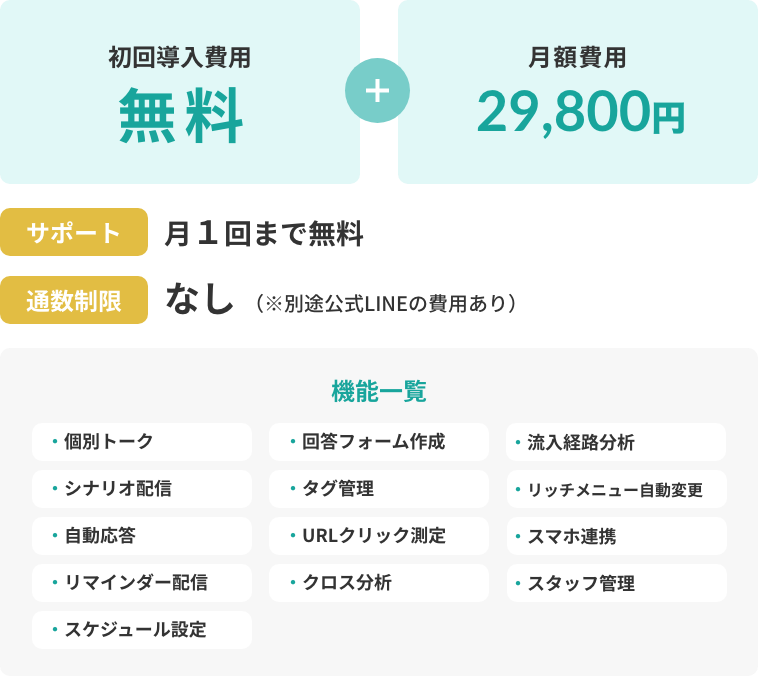 初回導入費用
無料
+
月額費用
29,800円
サポート
月１回まで無料
通数制限
なし （※別途公式LINEの費用あり）
機能一覧
・個別トーク
・シナリオ配信
・自動応答
・リマインダー配信
・スケジュール設定
・回答フォーム作成
・タグ管理
・URLクリック測定
・クロス分析
・流入経路分析
・リッチメニュー自動変更
・スマホ連携
・スタッフ管理